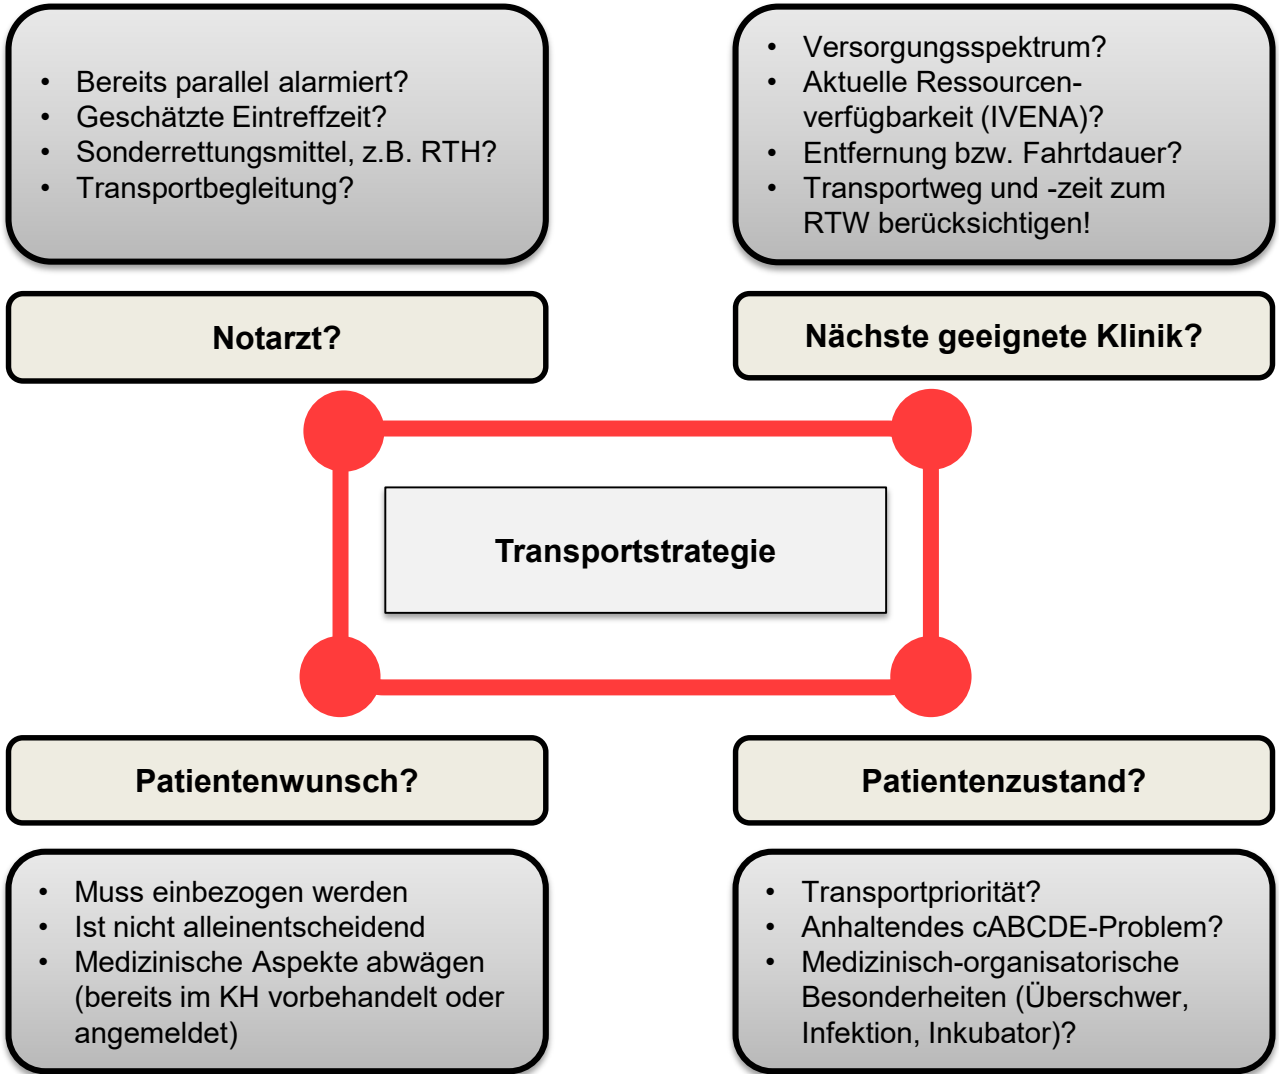 • Bereits parallel alarmiert?
• Geschätzte Eintreffzeit?
• Sonderrettungsmittel, z.B. RTH?
• Transportbegleitung?
• Versorgungsspektrum?
• Aktuelle Ressourcen-
verfügbarkeit (IVENA)?
• Entfernung bzw. Fahrtdauer?
• Transportweg und -zeit zum
RTW berücksichtigen!
Notarzt?
Nächste geeignete Klinik?
Transportstrategie
Patientenwunsch?
Patientenzustand?
• Muss einbezogen werden
• Ist nicht alleinentscheidend
• Medizinische Aspekte abwägen
(bereits im KH vorbehandelt oder
angemeldet)
• Transportpriorität?
• Anhaltendes cABCDE-Problem?
• Medizinisch-organisatorische
Besonderheiten (Überschwer,
Infektion, Inkubator)?